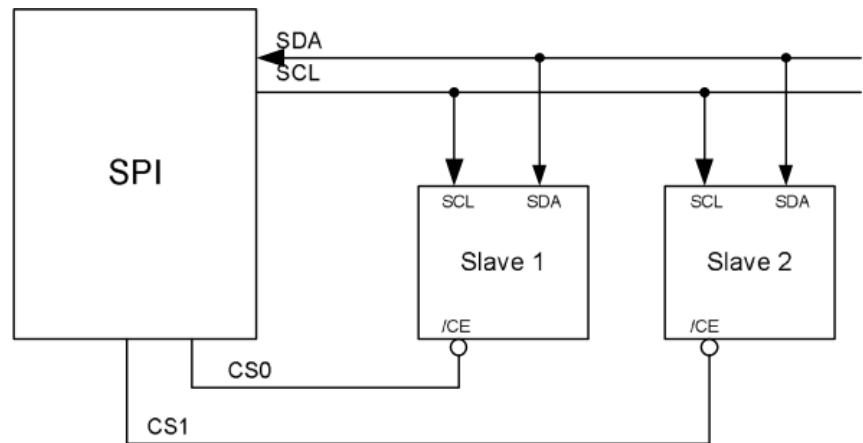 SDA
SCL
SPI
SCL SDA
Slave 1
/CE
SCL SDA
Slave 2
/CE
CS0
CS1